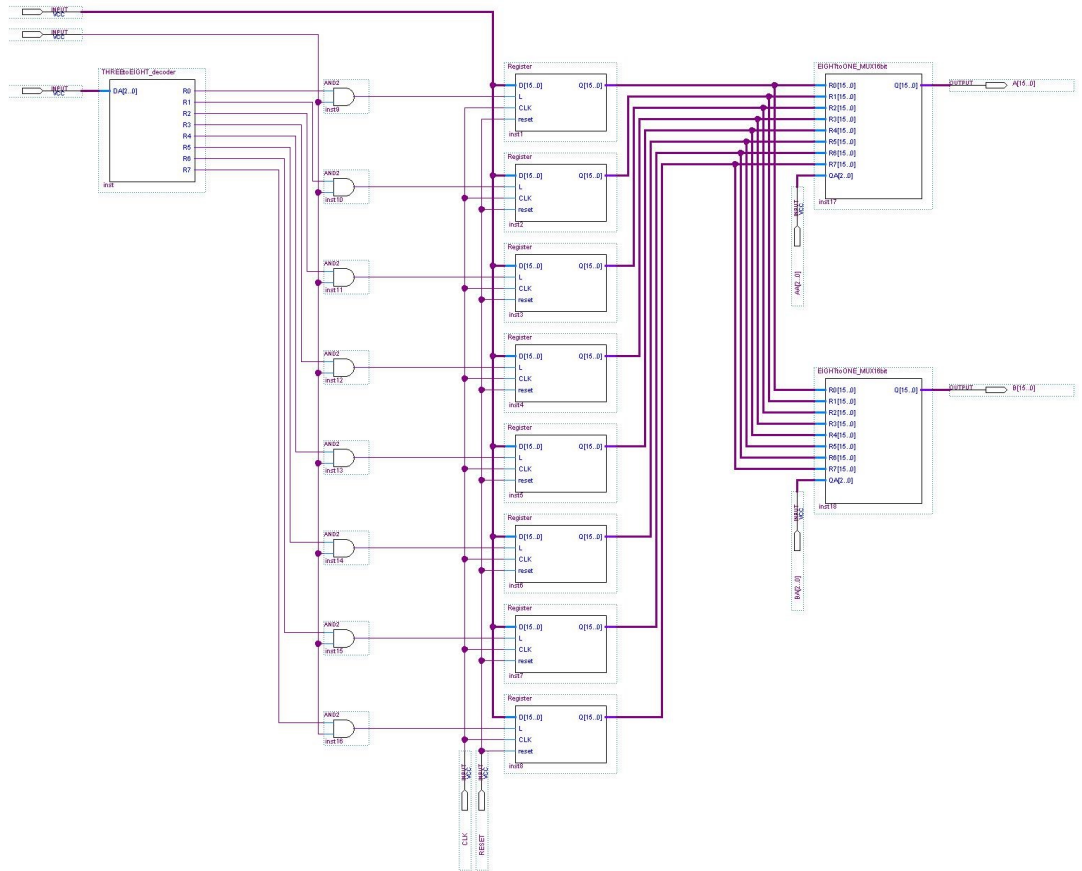 INPUT
VCC
INPUT
VCC
INPUT
VCC
THREEtoEIGHT_decoder
DA[2..0]
R0
R1
R2
R3
R4
R5
R6
R7
inst
AND2
inst9
AND2
inst10
AND2
inst11
AND2
inst12
AND2
inst13
AND2
inst14
AND2
inst15
AND2
inst16
Register
D[15..0] Q[15..0]
L
CLK
reset
inst1
Register
D[15..0] Q[15..0]
L
CLK
reset
inst2
Register
D[15..0] Q[15..0]
L
CLK
reset
inst3
Register
D[15..0] Q[15..0]
L
CLK
reset
inst4
Register
D[15..0] Q[15..0]
L
CLK
reset
inst5
Register
D[15..0] Q[15..0]
L
CLK
reset
inst6
Register
D[15..0] Q[15..0]
L
CLK
reset
inst7
Register
D[15..0] Q[15..0]
L
CLK
reset
inst8
INPUT
VCC
CLK
INPUT
VCC
RESET
EIGHTtoONE_MUX16bit
R0[15..0] Q[15..0]
R1[15..0]
R2[15..0]
R3[15..0]
R4[15..0]
R5[15..0]
R6[15..0]
R7[15..0]
QA[2..0]
inst17
OUTPUT
A[15..0]
INPUT
VCC
AA[2..0]
EIGHTtoONE_MUX16bit
R0[15..0] Q[15..0]
R1[15..0]
R2[15..0]
R3[15..0]
R4[15..0]
R5[15..0]
R6[15..0]
R7[15..0]
QA[2..0]
inst18
OUTPUT
B[15..0]
INPUT
VCC
BA[2..0]